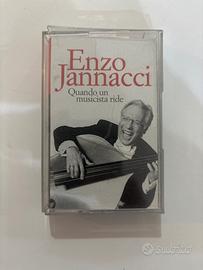 Enzo
Jannacci
Quando un
musicista ride
Subito.it